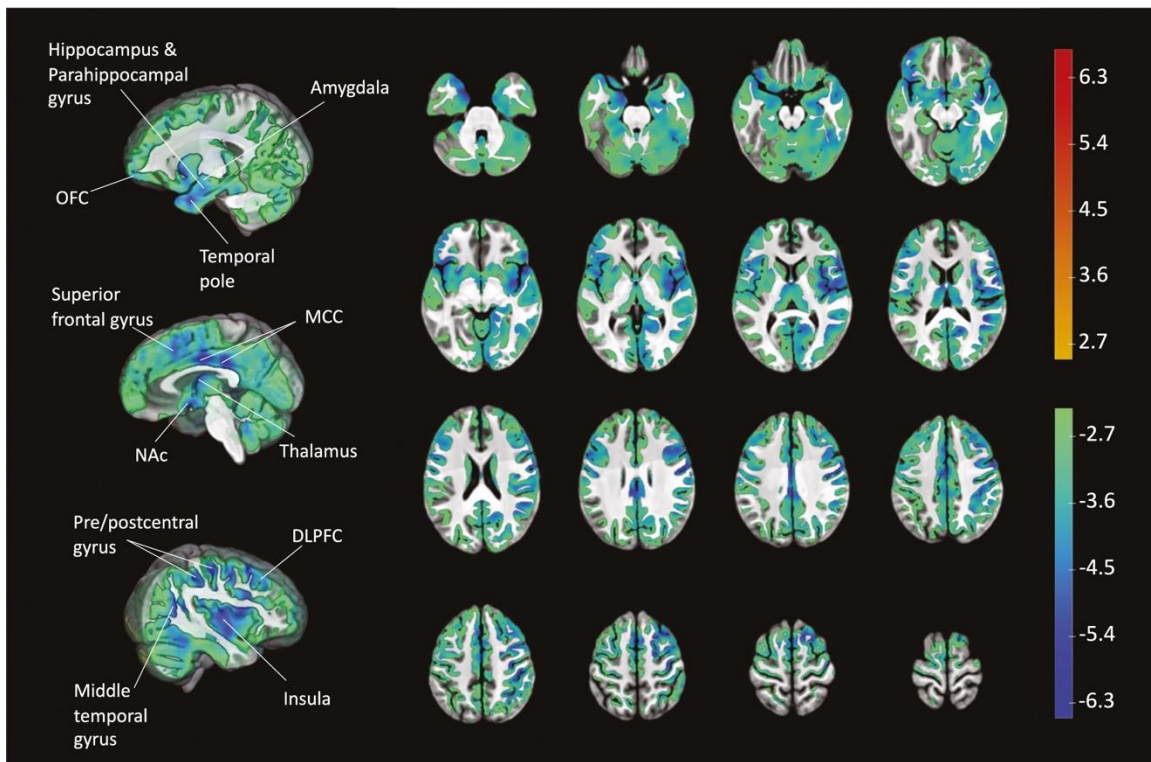 Hippocampus &
Parahippocampal
gyrus
Amygdala
OFC
Temporal
pole
Superior
frontal gyrus
MCC
NAc
Thalamus
Pre/postcentral
gyrus
DLPFC
Middle
temporal
gyrus
Insula
6.3
5.4
4.5
3.6
2.7
-2.7
-3.6
-4.5
-5.4
-6.3